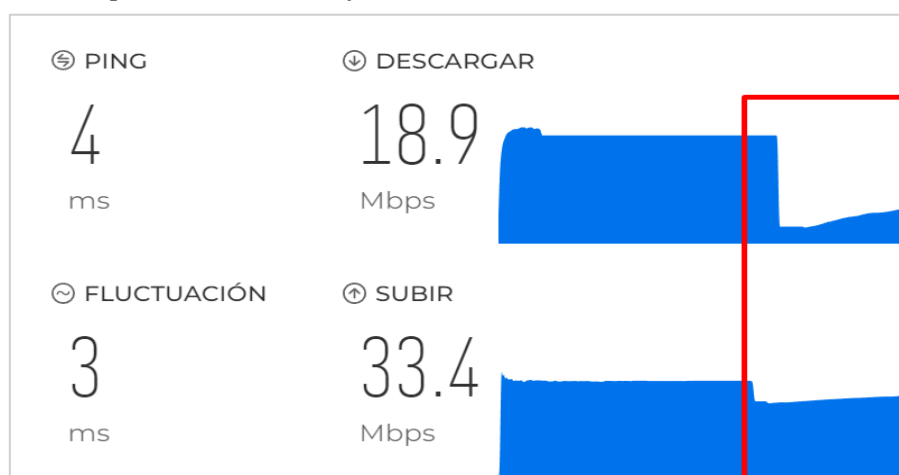 PING
DESCARGAR
4
18.9
ms
Mbps
FLUCTUACIÓN
SUBIR
3
33.4
ms
Mbps